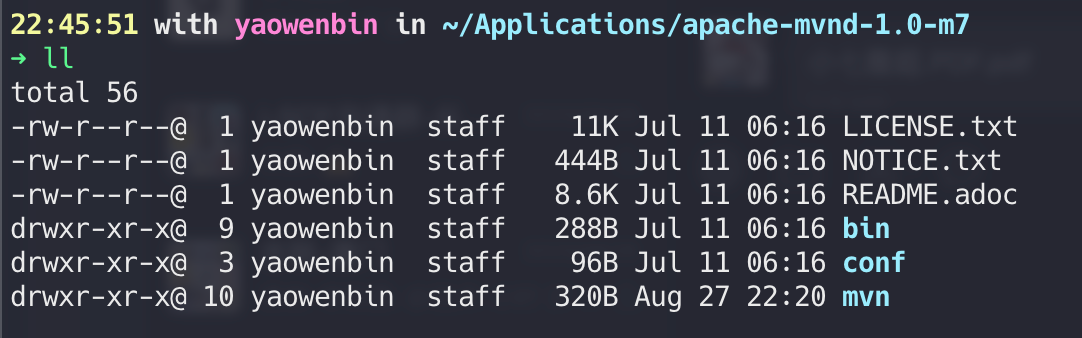 22:45:51 with yaowenbin in ~/Applications/apache-mvnd-1.0-m7
→ ll
total 56
-rw-r--r--@  1 yaowenbin  staff    11K Jul 11 06:16 LICENSE.txt
-rw-r--r--@  1 yaowenbin  staff   444B Jul 11 06:16 NOTICE.txt
-rw-r--r--@  1 yaowenbin  staff   8.6K Jul 11 06:16 README.adoc
drwxr-xr-x@  9 yaowenbin  staff   288B Jul 11 06:16 bin
drwxr-xr-x@  3 yaowenbin  staff    96B Jul 11 06:16 conf
drwxr-xr-x@ 10 yaowenbin  staff   320B Aug 27 22:20 mvn